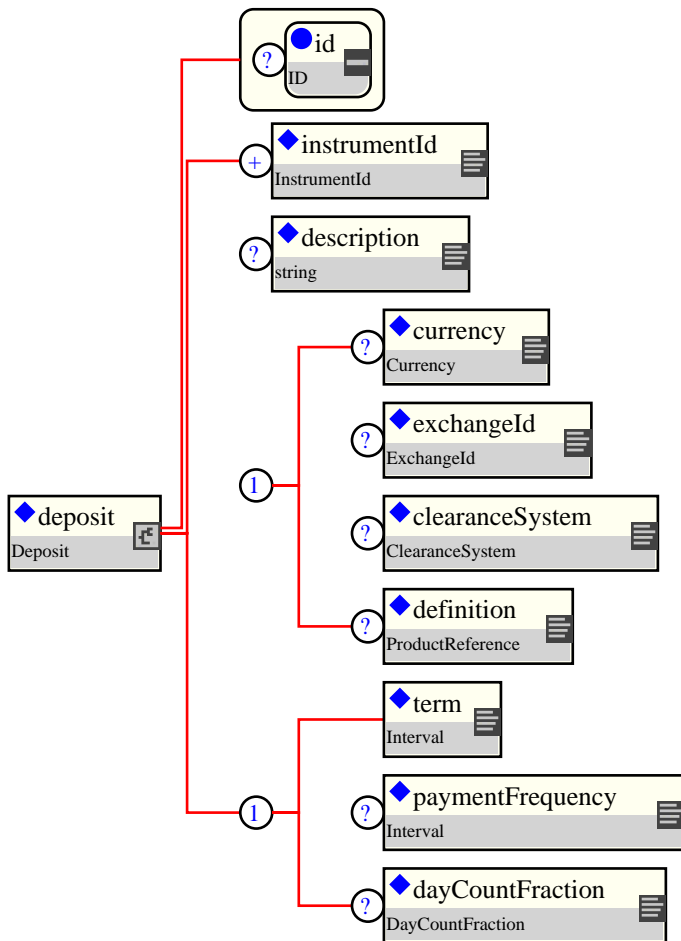 ?
id
ID
+
instrumentId
InstrumentId
?
description
string
?
currency
Currency
?
exchangeId
ExchangeId
1
?
clearanceSystem
ClearanceSystem
deposit
Deposit
?
definition
ProductReference
term
Interval
1
?
paymentFrequency
Interval
?
dayCountFraction
DayCountFraction